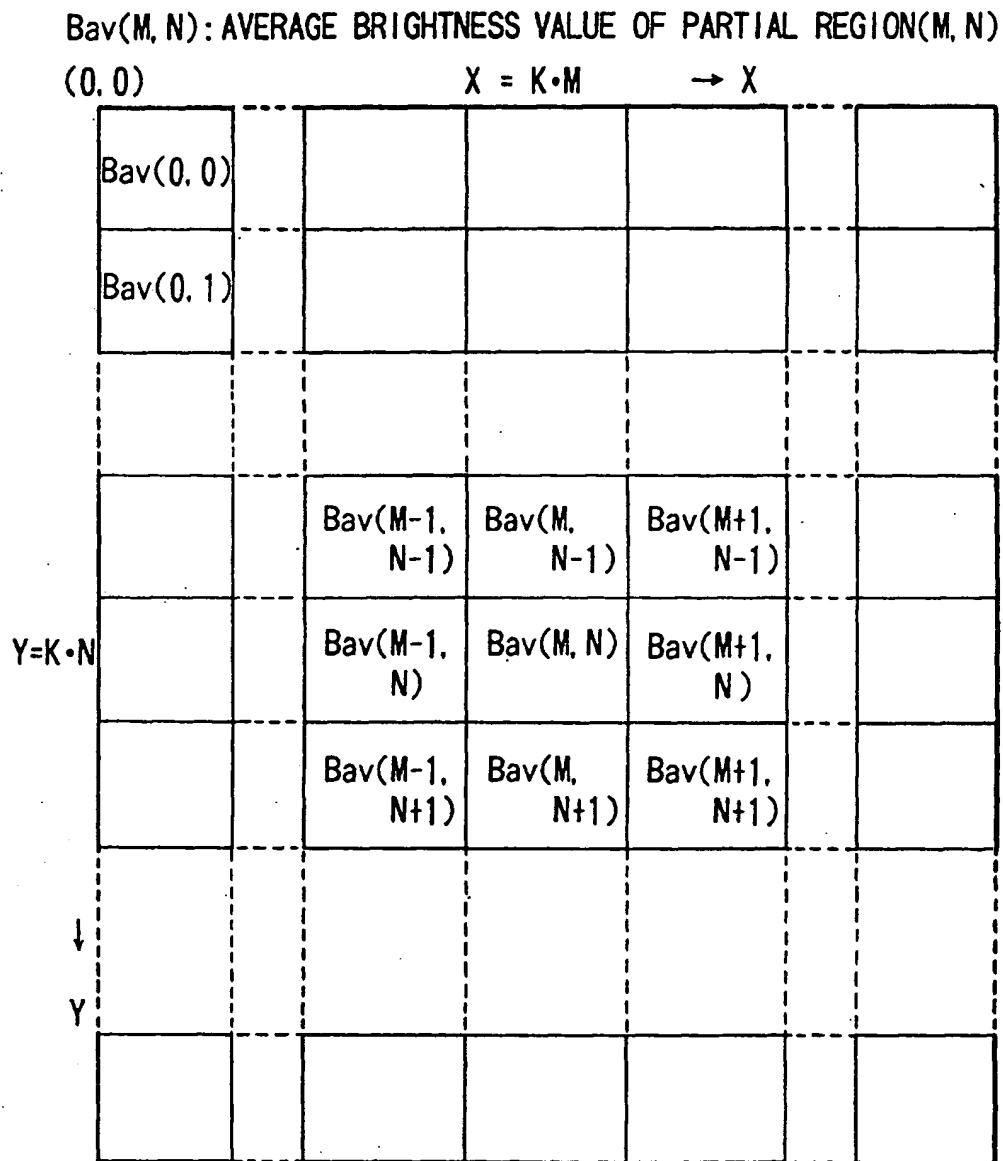 Bav(M, N): AVERAGE BRIGHTNESS VALUE OF PARTIAL REGION(M, N)
(0, 0) X = K•M → X
Bav(0, 0)
Bav(0, 1)
Bav(M-1, Bav(M, Bav(M+1,
N-1) N-1) N-1)
Y=K•N Bav(M-1, Bav(M, N) Bav(M+1,
N) N)
Bav(M-1, Bav(M, Bav(M+1,
N+1) N+1) N+1)
↓
Y